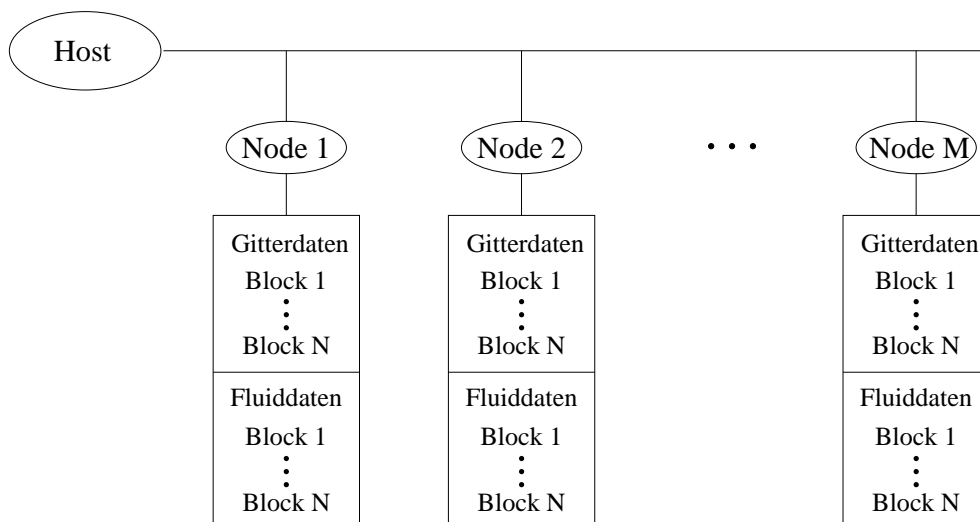 Host
Node 1
Node 2
. . .
Node M
Gitterdaten
Block 1
Block N
Fluiddaten
Block 1
Block N
Gitterdaten
Block 1
Block N
Fluiddaten
Block 1
Block N
Gitterdaten
Block 1
Block N
Fluiddaten
Block 1
Block N